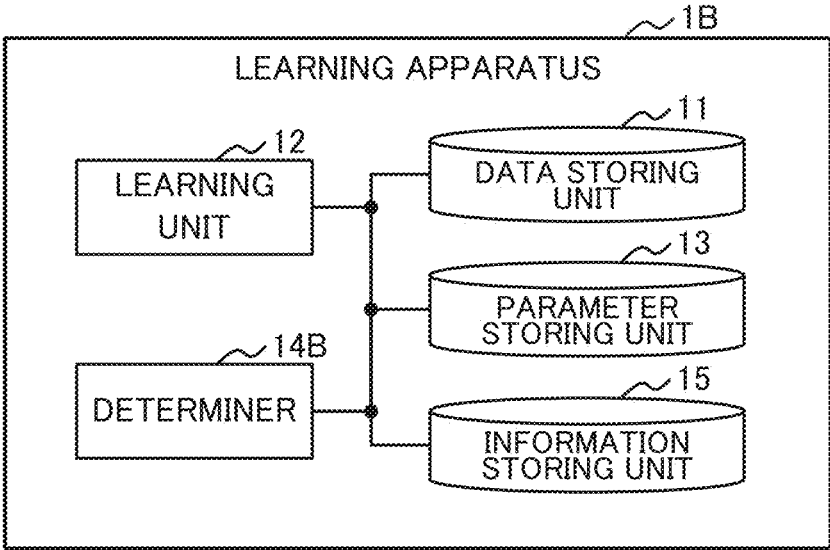 1B
LEARNING APPARATUS
12
LEARNING
UNIT
11
DATA STORING
UNIT
13
PARAMETER
STORING UNIT
14B
DETERMINER
15
INFORMATION
STORING UNIT